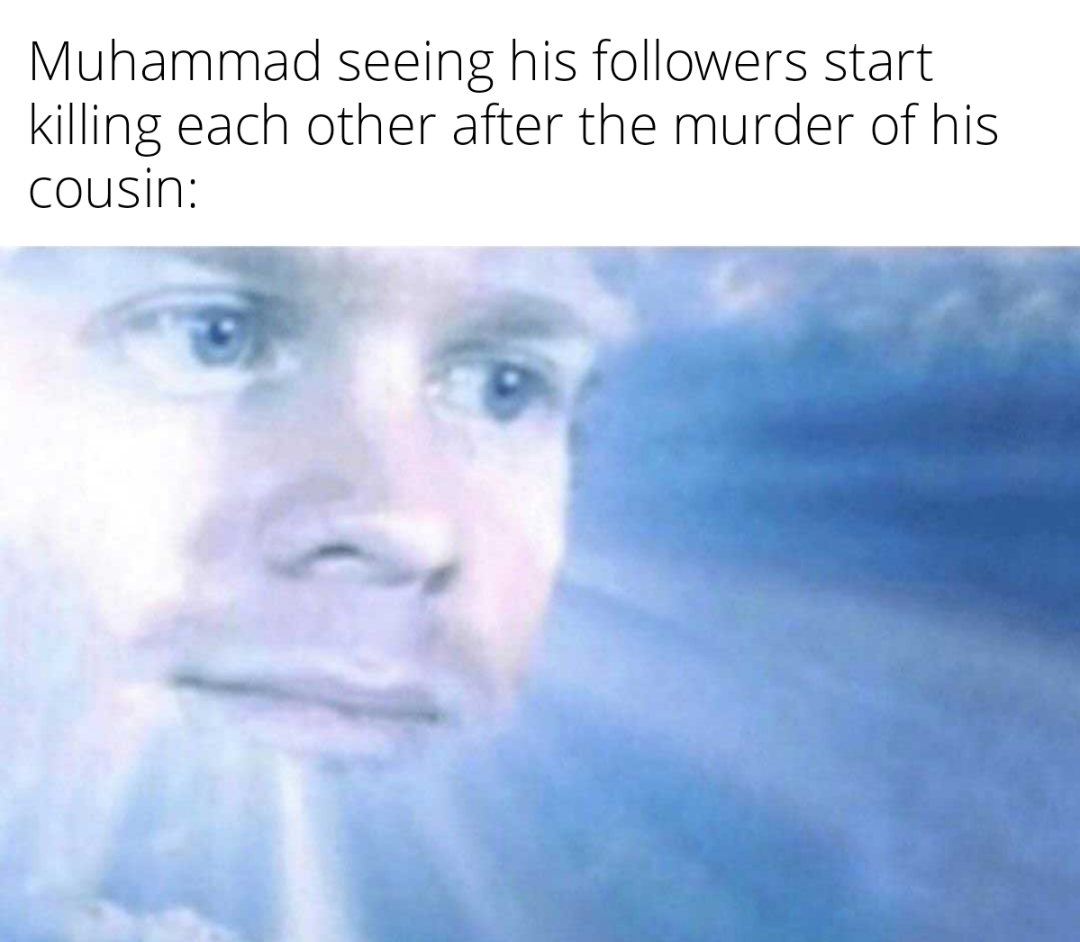 Muhammad seeing his followers start
killing each other after the murder of his
cousin: